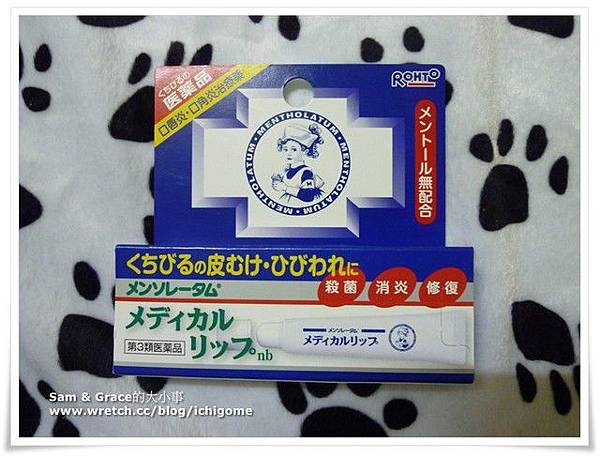 くちびるの
医薬品
口唇炎・口角炎治療薬
ROHTO
MENTHOLATUM・MENTHOLATUM・MENTHOLATUM・
メントール無配合
くちびるの皮むけ・ひびわれに
メンソレータム®
殺菌 消炎 修復
メディカル
リップnb
第3類医薬品
メンソレータム®
メディカルリップ
Sam & Grace的大小事
www.wretch.cc/blog/ichigome